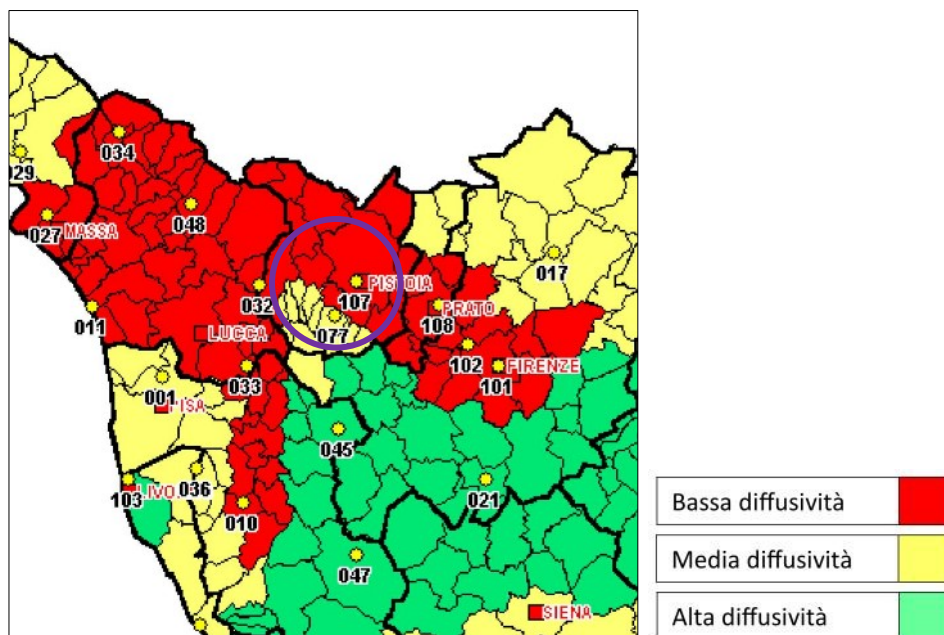 034
029
048
027 MASSA
017
PISTOIA
107
032
011
077
PRATO
108
LUCCA
102
FIRENZE
101
033
001
PISA
045
036
103 LIVO.
021
010
047
SIENA
Bassa diffusività
Media diffusività
Alta diffusività